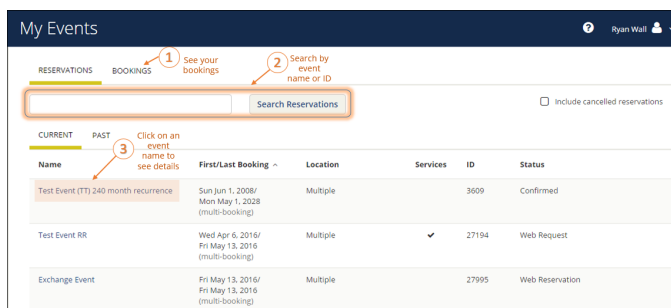 My Events
? Ryan Wall
RESERVATIONS BOOKINGS
1 See your
bookings
2 Search by
event
name or ID
Search Reservations
Include cancelled reservations
CURRENT PAST
3 Click on an
event
name to
see details
Name First/Last Booking Location Services ID Status
Test Event (TT) 240 month recurrence Sun Jun 1, 2008/ Multiple 3609 Confirmed
Mon May 1, 2028
(multi-booking)
Test Event RR Wed Apr 6, 2016/ Multiple 27194 Web Request
Fri May 13, 2016
(multi-booking)
Exchange Event Fri May 13, 2016/ Multiple 27995 Web Reservation
Fri May 13, 2016
(multi-booking)